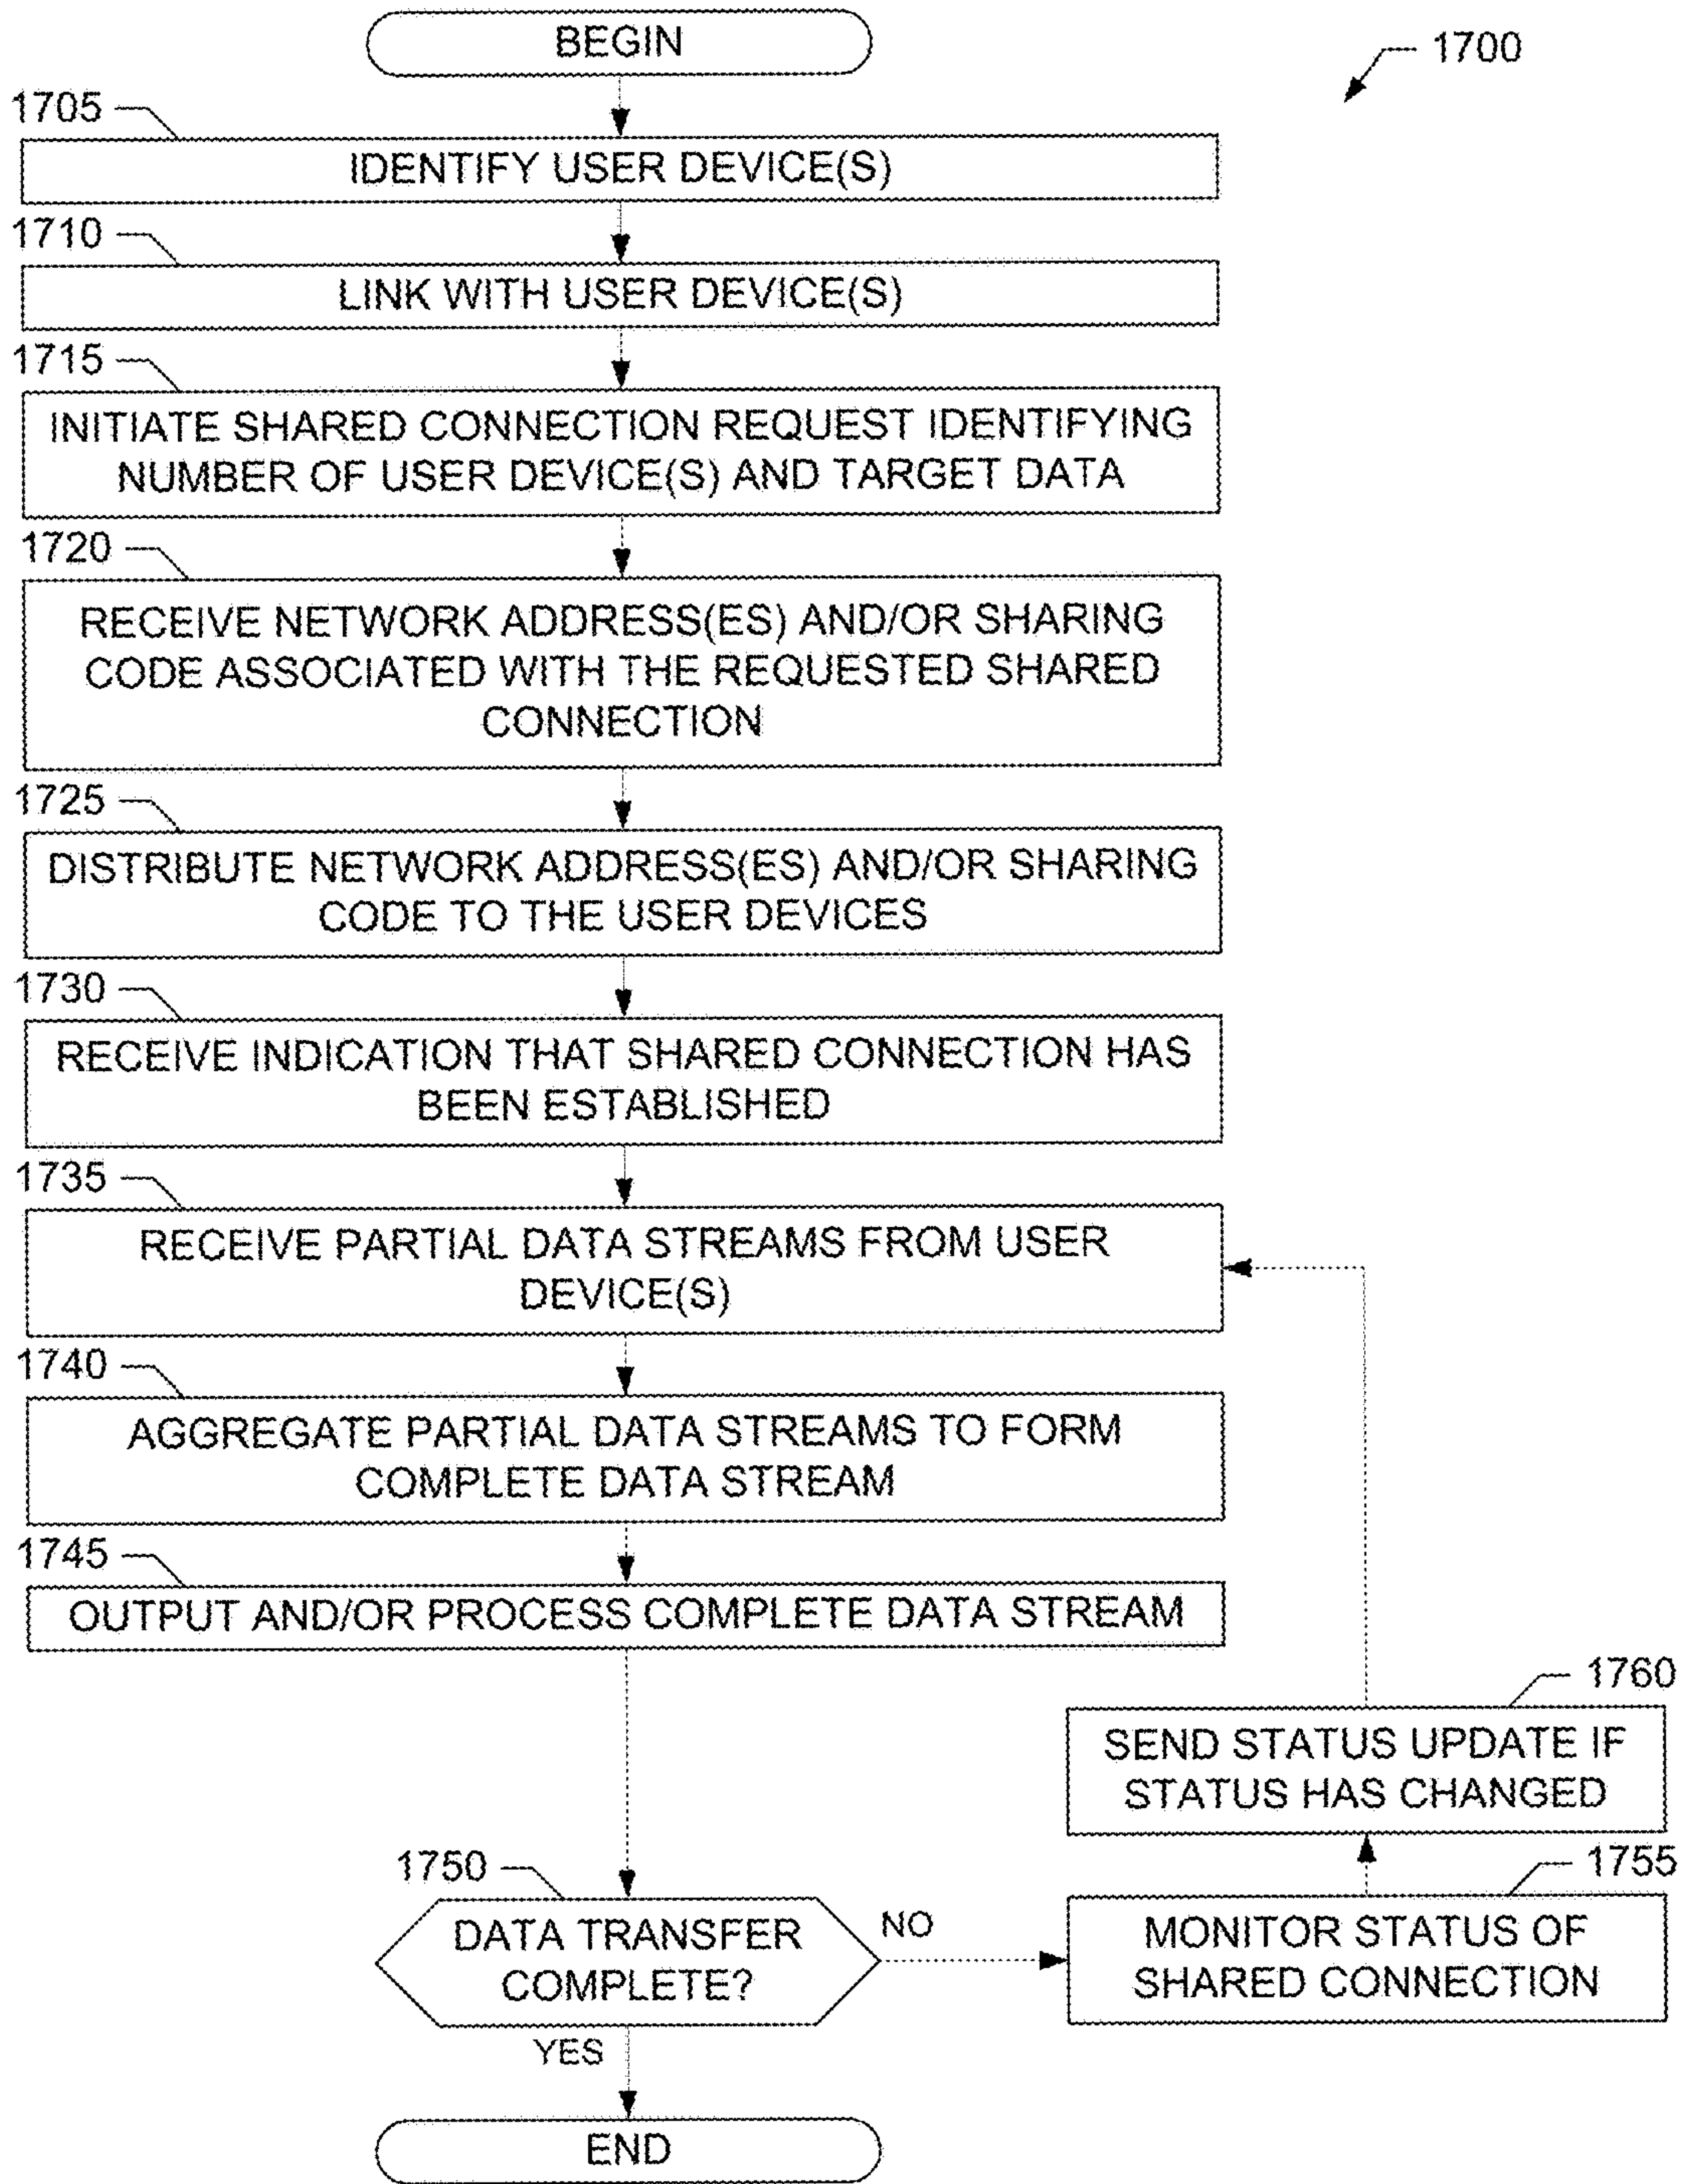 BEGIN
1700
1705
IDENTIFY USER DEVICE(S)
1710
LINK WITH USER DEVICE(S)
1715
INITIATE SHARED CONNECTION REQUEST IDENTIFYING
NUMBER OF USER DEVICE(S) AND TARGET DATA
1720
RECEIVE NETWORK ADDRESS(ES) AND/OR SHARING
CODE ASSOCIATED WITH THE REQUESTED SHARED
CONNECTION
1725
DISTRIBUTE NETWORK ADDRESS(ES) AND/OR SHARING
CODE TO THE USER DEVICES
1730
RECEIVE INDICATION THAT SHARED CONNECTION HAS
BEEN ESTABLISHED
1735
RECEIVE PARTIAL DATA STREAMS FROM USER
DEVICE(S)
1740
AGGREGATE PARTIAL DATA STREAMS TO FORM
COMPLETE DATA STREAM
1745
OUTPUT AND/OR PROCESS COMPLETE DATA STREAM
1760
SEND STATUS UPDATE IF
STATUS HAS CHANGED
1750
DATA TRANSFER
COMPLETE?
NO
1755
MONITOR STATUS OF
SHARED CONNECTION
YES
END